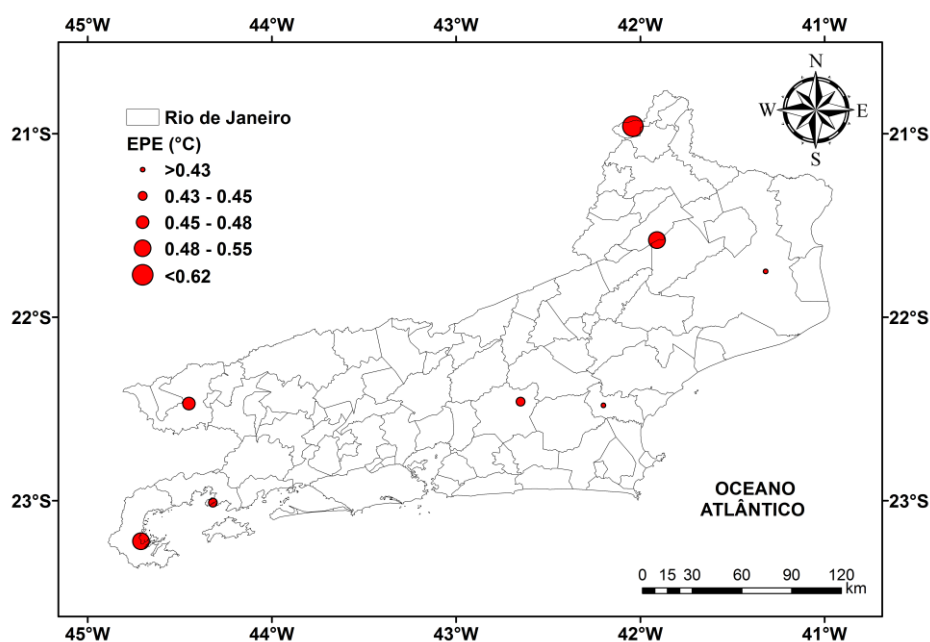 45°W 44°W 43°W 42°W 41°W
N
W E
S
Rio de Janeiro
EPE (°C)
>0.43
0.43 - 0.45
0.45 - 0.48
0.48 - 0.55
<0.62
21°S 21°S
22°S 22°S
23°S 23°S
OCEANO
ATLÂNTICO
0 15 30 60 90 120
km
45°W 44°W 43°W 42°W 41°W